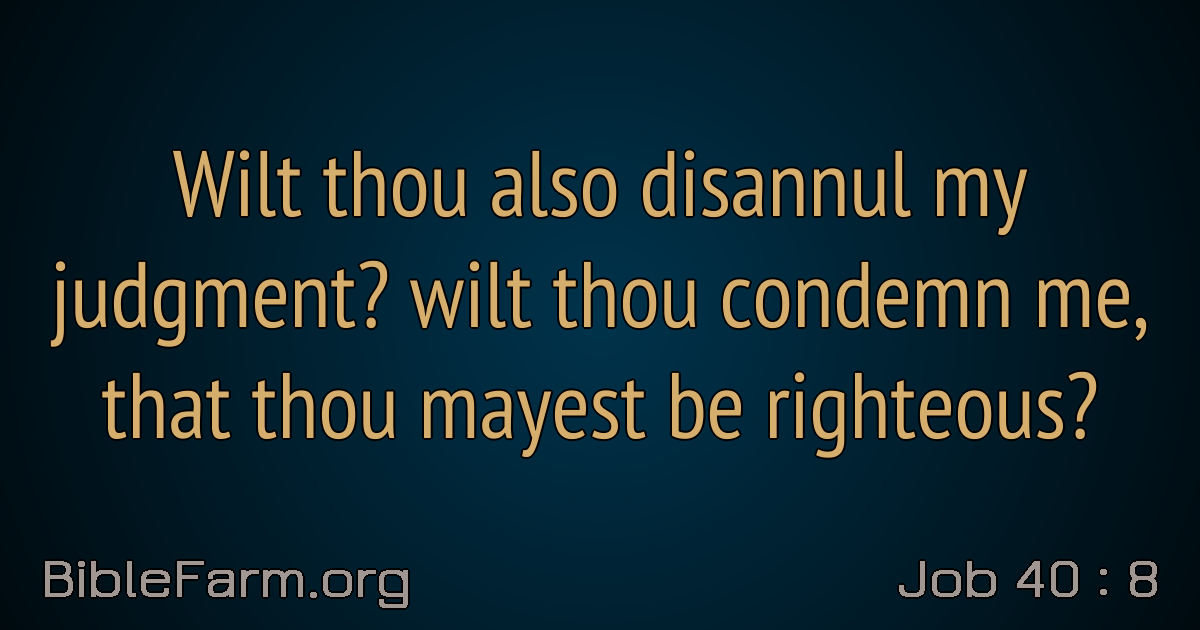 Wilt thou also disannul my
judgment? wilt thou condemn me,
that thou mayest be righteous?
BibleFarm.org
Job 40 : 8